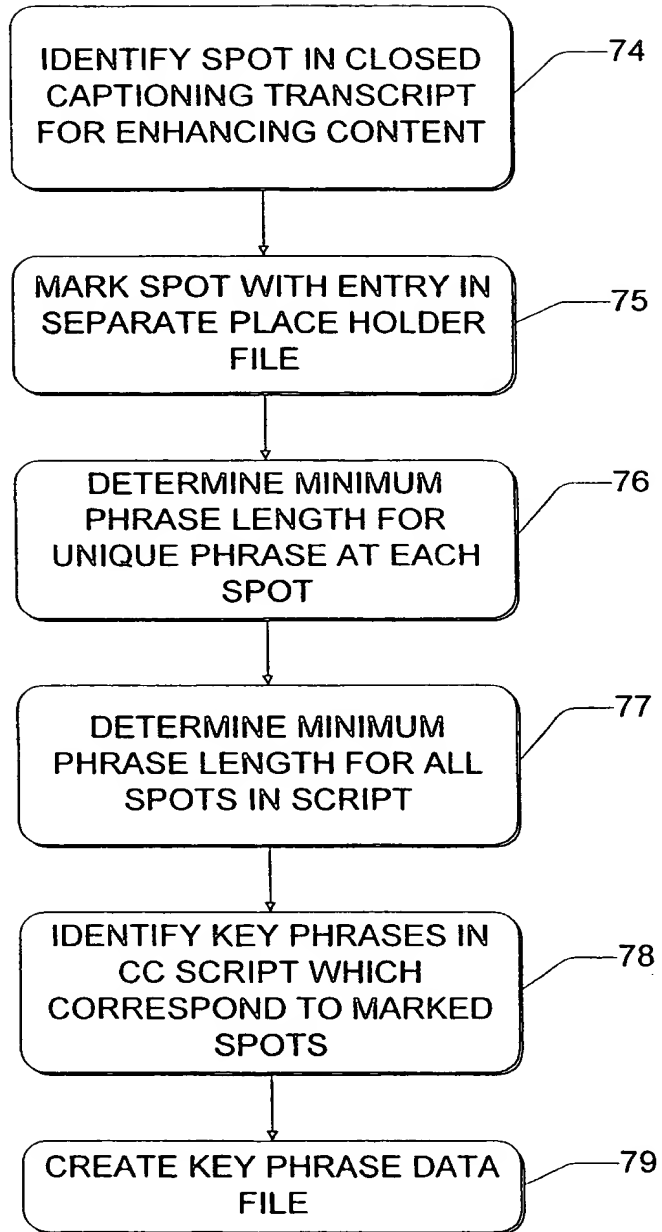 IDENTIFY SPOT IN CLOSED
CAPTIONING TRANSCRIPT
FOR ENHANCING CONTENT
74
MARK SPOT WITH ENTRY IN
SEPARATE PLACE HOLDER
FILE
75
DETERMINE MINIMUM
PHRASE LENGTH FOR
UNIQUE PHRASE AT EACH
SPOT
76
DETERMINE MINIMUM
PHRASE LENGTH FOR ALL
SPOTS IN SCRIPT
77
IDENTIFY KEY PHRASES IN
CC SCRIPT WHICH
CORRESPOND TO MARKED
SPOTS
78
CREATE KEY PHRASE DATA
FILE
79